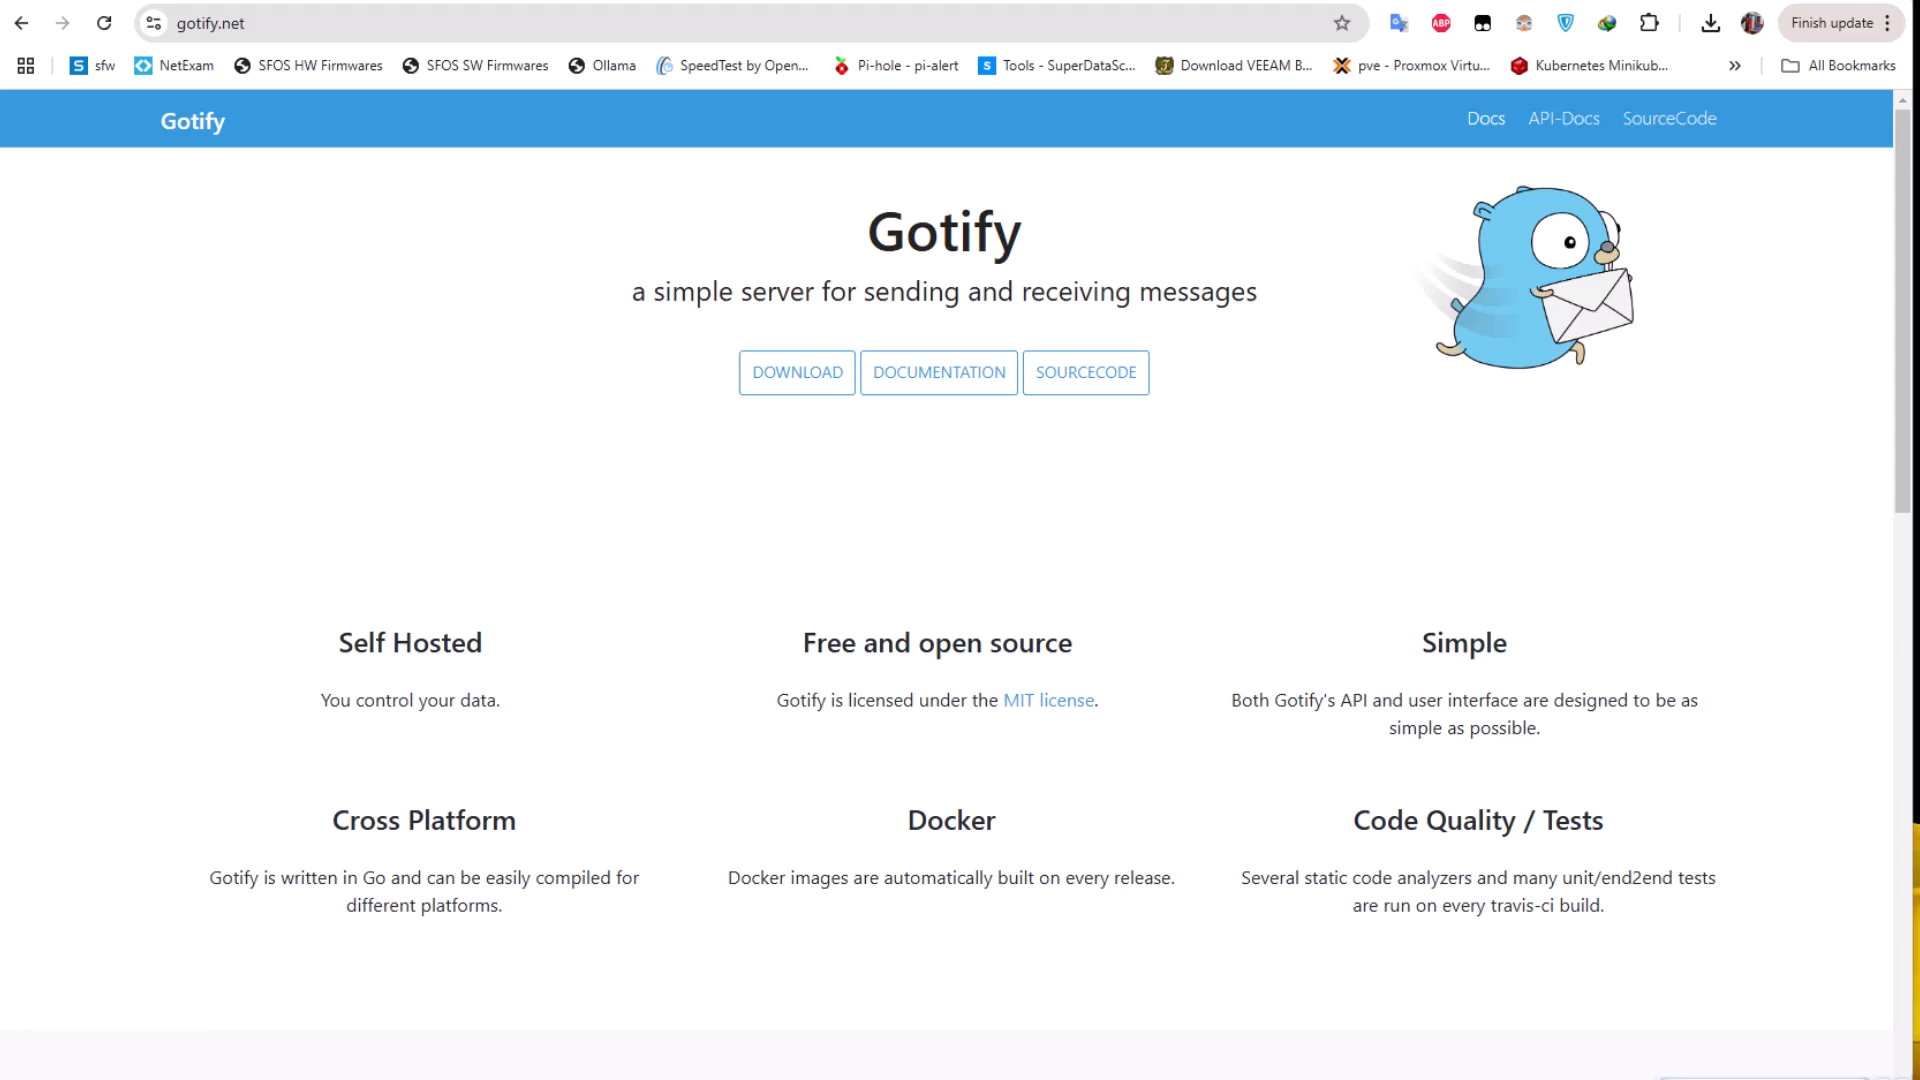 gotify.net
ABP
Finish update
sfw
NetExam
SFOS HW Firmwares
SFOS SW Firmwares
Ollama
SpeedTest by Open...
Pi-hole - pi-alert
Tools - SuperDataSc...
Download VEEAM B...
pve - Proxmox Virtu...
Kubernetes Minikub...
All Bookmarks
Gotify
Docs
API-Docs
SourceCode
Gotify
a simple server for sending and receiving messages
DOWNLOAD
DOCUMENTATION
SOURCECODE
Self Hosted
You control your data.
Free and open source
Gotify is licensed under the MIT license.
Simple
Both Gotify's API and user interface are designed to be as
simple as possible.
Cross Platform
Gotify is written in Go and can be easily compiled for
different platforms.
Docker
Docker images are automatically built on every release.
Code Quality / Tests
Several static code analyzers and many unit/end2end tests
are run on every travis-ci build.